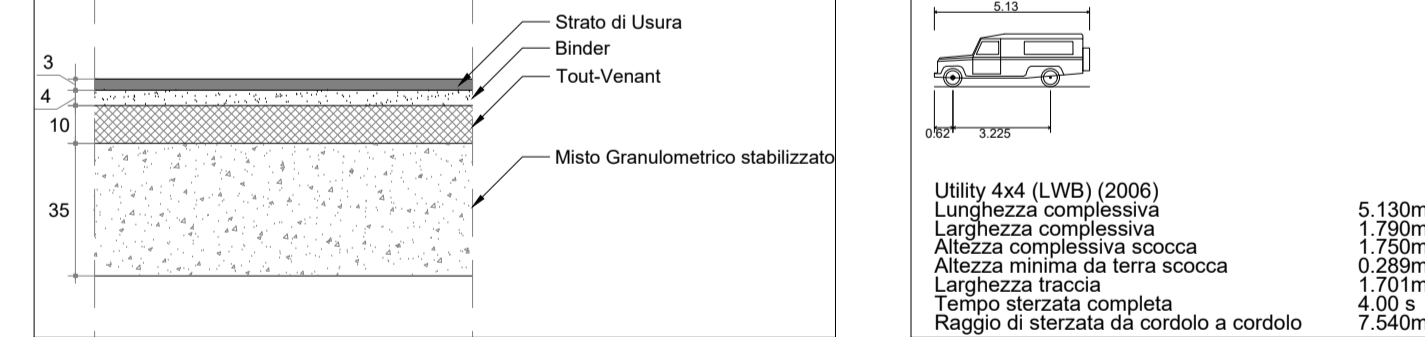 Strato di Usura
Binder
Tout-Venant
Misto Granulometrico stabilizzato
3
4
10
35
5.13
0.62
3.225
Utility 4x4 (LWB) (2006)
Lunghezza complessiva 5.130m
Larghezza complessiva 1.790m
Altezza complessiva scocca 1.750m
Altezza minima da terra scocca 0.289m
Larghezza traccia 1.701m
Tempo sterzata completa 4.00 s
Raggio di sterzata da cordolo a cordolo 7.540m